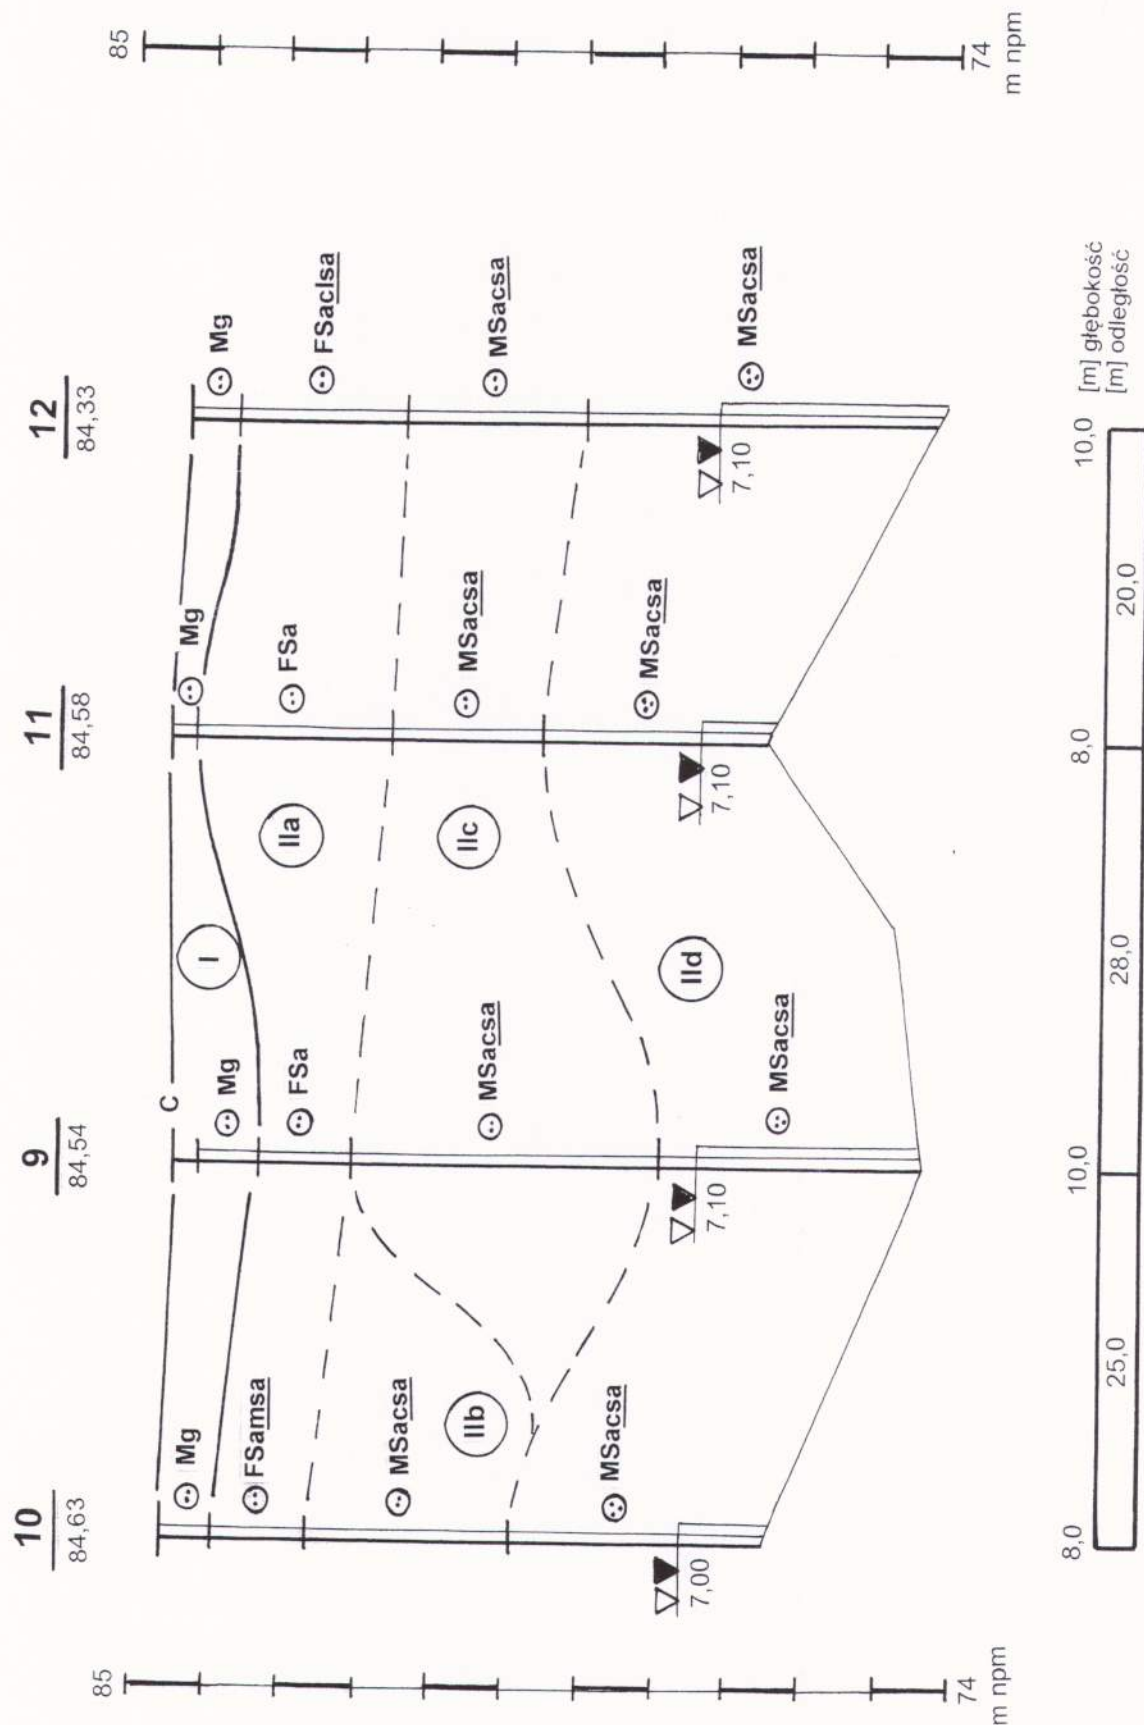 10
84,63
9
84,54
11
84,58
12
84,33
85
85
C
Mg
Mg
Mg
Mg
I
FSamsa
FSa
FSa
FSaclsa
IIa
MSacsa
MSacsa
MSacsa
MSacsa
IIb
IIc
MSacsa
MSacsa
MSacsa
MSacsa
IId
7,00
7,10
7,10
7,10
74
m npm
74
m npm
8,0
10,0
8,0
10,0
[m] głębokość
25,0
28,0
20,0
[m] odległość